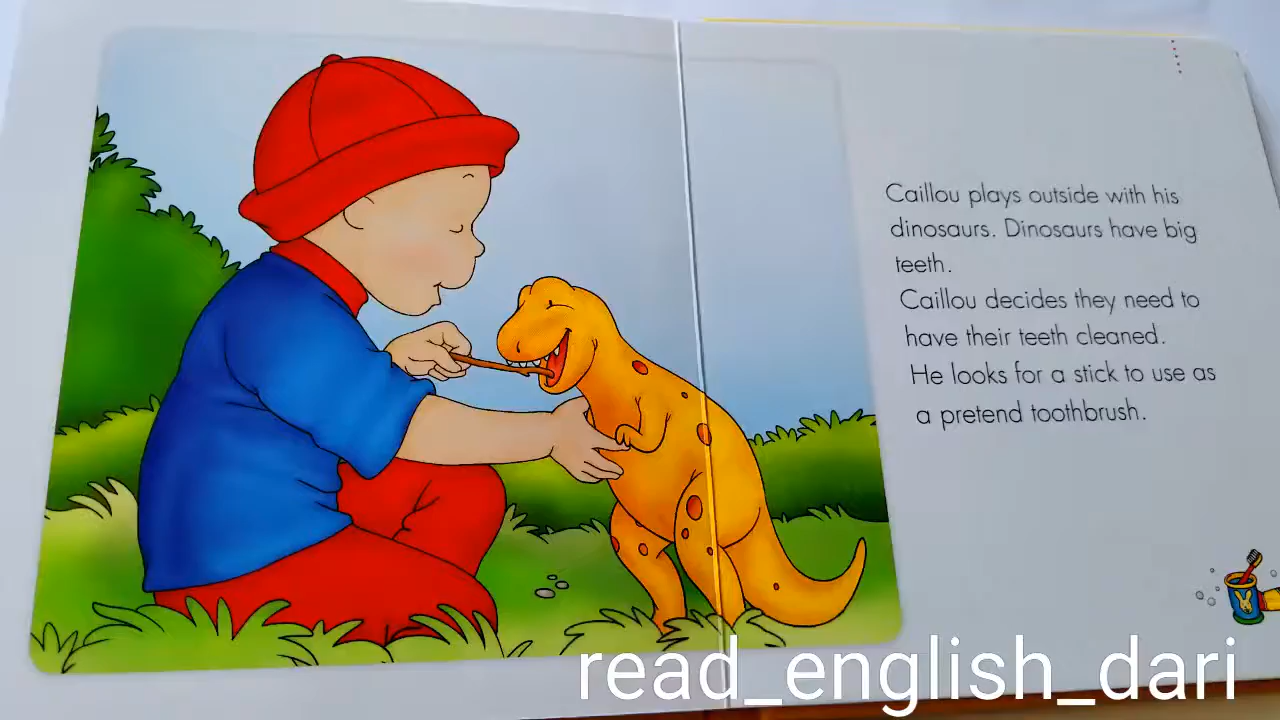 Caillou plays outside with his
dinosaurs. Dinosaurs have big
teeth.
Caillou decides they need to
have their teeth cleaned.
He looks for a stick to use as
a pretend toothbrush.
read_english_dari